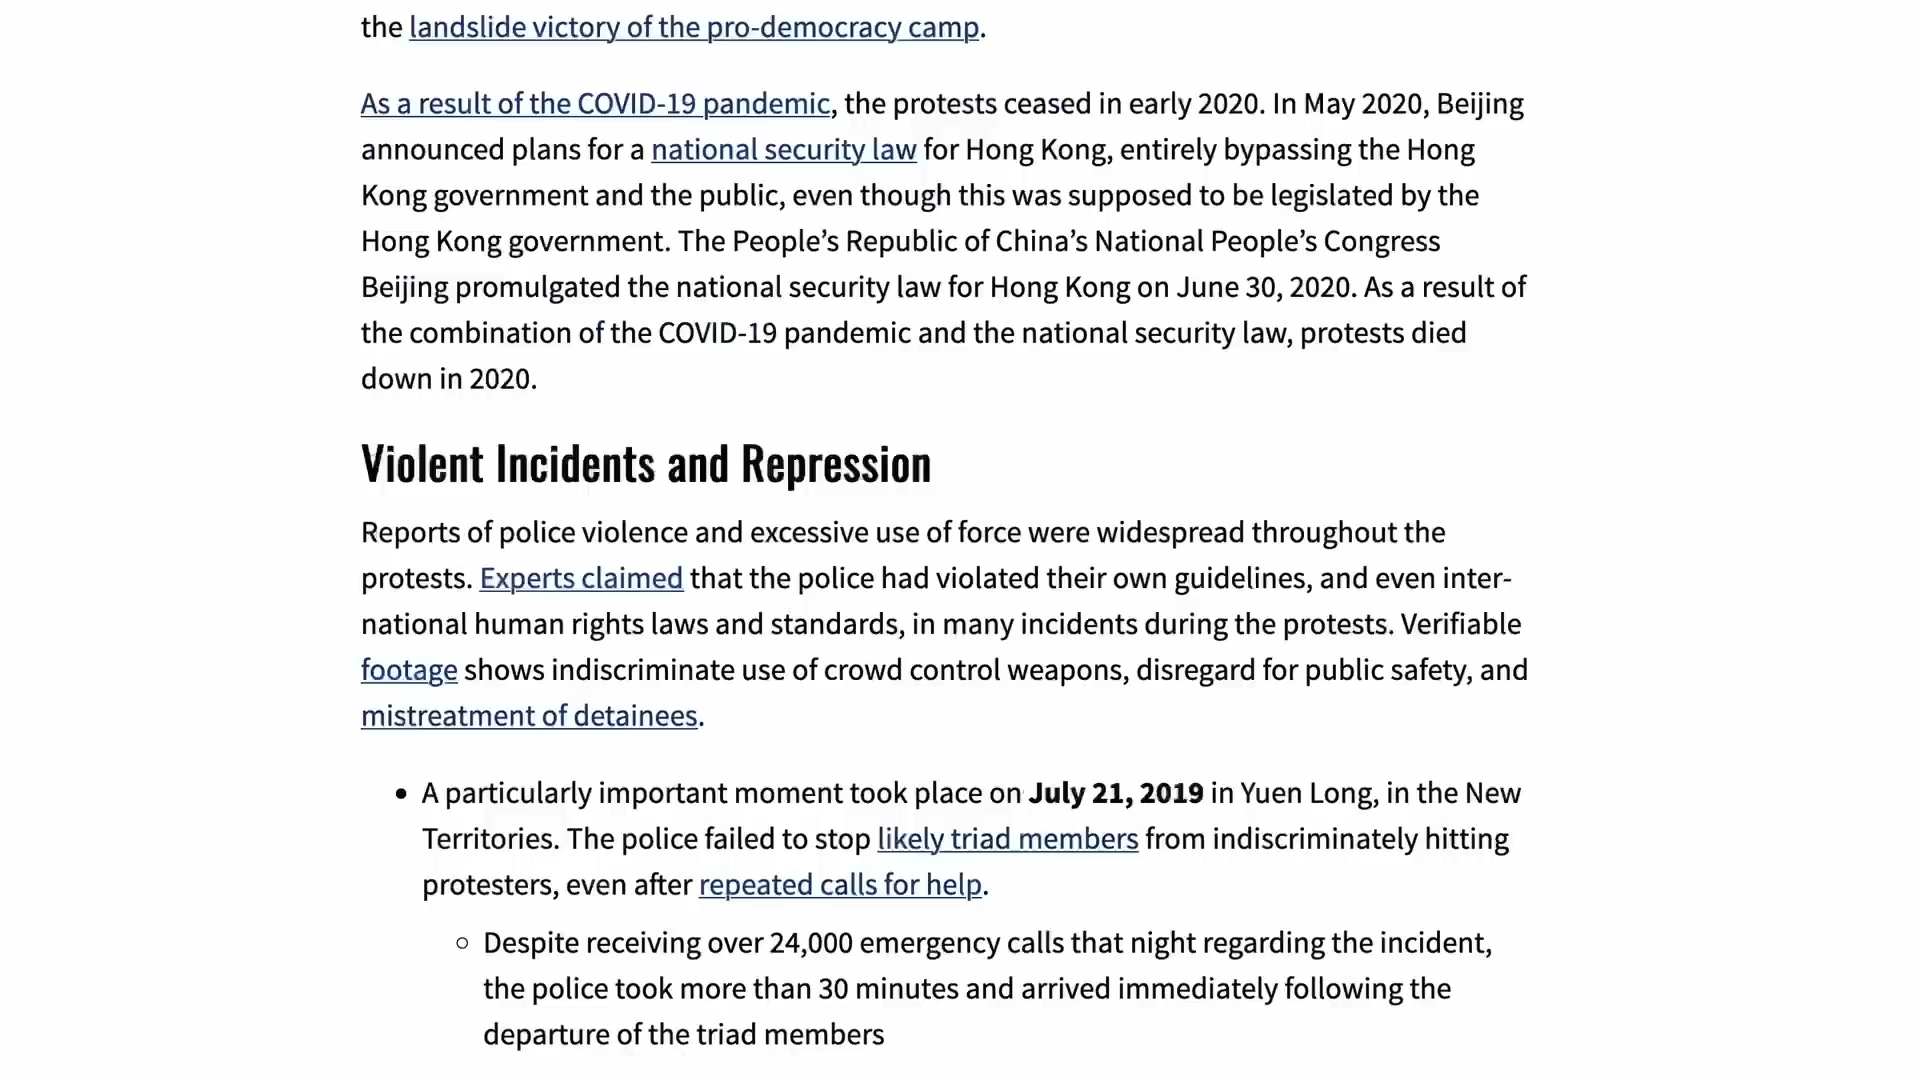 the landslide victory of the pro-democracy camp.
As a result of the COVID-19 pandemic, the protests ceased in early 2020. In May 2020, Beijing
announced plans for a national security law for Hong Kong, entirely bypassing the Hong
Kong government and the public, even though this was supposed to be legislated by the
Hong Kong government. The People’s Republic of China’s National People’s Congress
Beijing promulgated the national security law for Hong Kong on June 30, 2020. As a result of
the combination of the COVID-19 pandemic and the national security law, protests died
down in 2020.
Violent Incidents and Repression
Reports of police violence and excessive use of force were widespread throughout the
protests. Experts claimed that the police had violated their own guidelines, and even inter-
national human rights laws and standards, in many incidents during the protests. Verifiable
footage shows indiscriminate use of crowd control weapons, disregard for public safety, and
mistreatment of detainees.
• A particularly important moment took place on July 21, 2019 in Yuen Long, in the New
Territories. The police failed to stop likely triad members from indiscriminately hitting
protesters, even after repeated calls for help.
◦ Despite receiving over 24,000 emergency calls that night regarding the incident,
the police took more than 30 minutes and arrived immediately following the
departure of the triad members